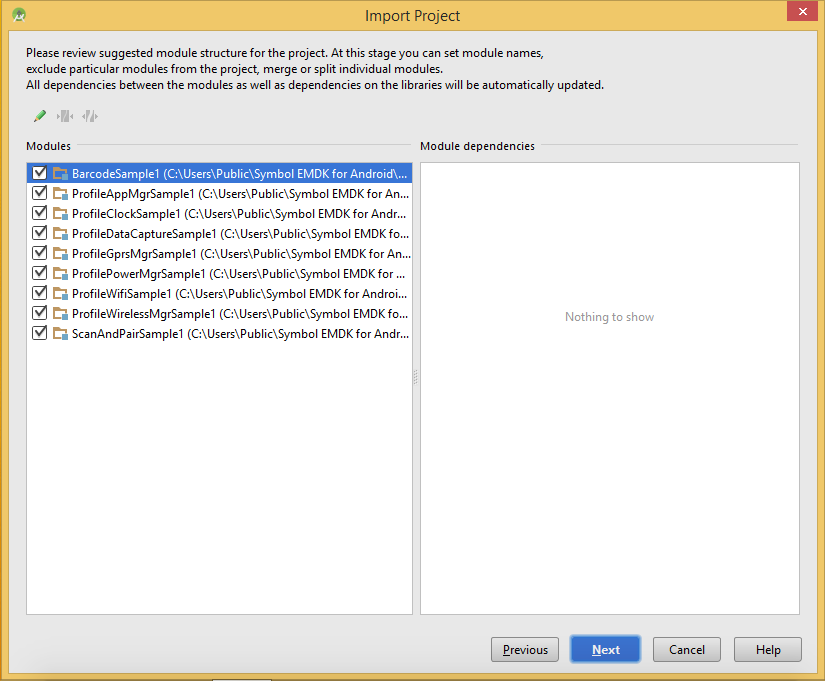 Import Project
Please review suggested module structure for the project. At this stage you can set module names,
exclude particular modules from the project, merge or split individual modules.
All dependencies between the modules as well as dependencies on the libraries will be automatically updated.
Modules
BarcodeSample1 (C:\Users\Public\Symbol EMDK for Android\...
ProfileAppMgrSample1 (C:\Users\Public\Symbol EMDK for An...
ProfileClockSample1 (C:\Users\Public\Symbol EMDK for Andr...
ProfileDataCaptureSample1 (C:\Users\Public\Symbol EMDK fo...
ProfileGprsMgrSample1 (C:\Users\Public\Symbol EMDK for An...
ProfilePowerMgrSample1 (C:\Users\Public\Symbol EMDK for ...
ProfileWifiSample1 (C:\Users\Public\Symbol EMDK for Androi...
ProfileWirelessMgrSample1 (C:\Users\Public\Symbol EMDK fo...
ScanAndPairSample1 (C:\Users\Public\Symbol EMDK for Andr...
Module dependencies
Nothing to show
Previous
Next
Cancel
Help